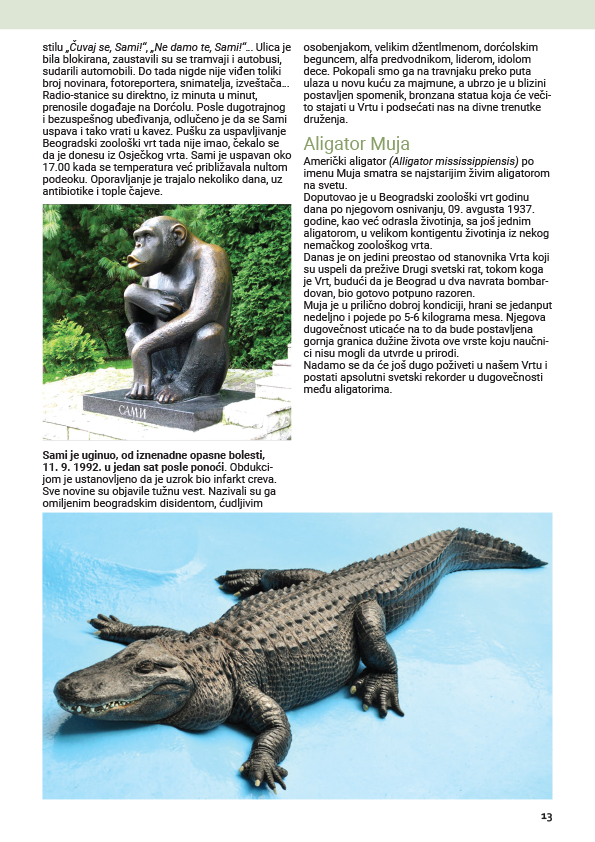 stilu „Čuvaj se, Sami!“, „Ne damo te, Sami!“... Ulica je
bila blokirana, zaustavili su se tramvaji i autobusi,
sudarili automobili. Do tada nigde nije viđen toliki
broj novinara, fotoreportera, snimatelja, izveštača...
Radio-stanice su direktno, iz minuta u minut,
prenosile događaje na Dorćolu. Posle dugotrajnog
i bezuspešnog ubeđivanja, odlučeno je da se Sami
uspava i tako vrati u kavez. Pušku za uspavljivanje
Beogradski zoološki vrt tada nije imao, čekalo se
da je donesu iz Osječkog vrta. Sami je uspavan oko
17.00 kada se temperatura već približavala nultom
podeoku. Oporavljanje je trajalo nekoliko dana, uz
antibiotike i tople čajeve.
САМИ
Sami je uginuo, od iznenadne opasne bolesti,
11. 9. 1992. u jedan sat posle ponoći. Obdukci-
jom je ustanovljeno da je uzrok bio infarkt creva.
Sve novine su objavile tužnu vest. Nazivali su ga
omiljenim beogradskim disidentom, ćudljivim
osobenjakom, velikim džentlmenom, dorćolskim
beguncem, alfa predvodnikom, liderom, idolom
dece. Pokopali smo ga na travnjaku preko puta
ulaza u novu kuću za majmune, a ubrzo je u blizini
postavljen spomenik, bronzana statua koja će veči-
to stajati u Vrtu i podsećati nas na divne trenutke
druženja.
Aligator Muja
Američki aligator (Alligator mississippiensis) po
imenu Muja smatra se najstarijim živim aligatorom
na svetu.
Doputovao je u Beogradski zoološki vrt godinu
dana po njegovom osnivanju, 09. avgusta 1937.
godine, kao već odrasla životinja, sa još jednim
aligatorom, u velikom kontigentu životinja iz nekog
nemačkog zoološkog vrta.
Danas je on jedini preostao od stanovnika Vrta koji
su uspeli da prežive Drugi svetski rat, tokom koga
je Vrt, budući da je Beograd u dva navrata bombar-
dovan, bio gotovo potpuno razoren.
Muja je u prilično dobroj kondiciji, hrani se jedanput
nedeljno i pojede po 5-6 kilograma mesa. Njegova
dugovečnost uticaće na to da bude postavljena
gornja granica dužine života ove vrste koju naučni-
ci nisu mogli da utvrde u prirodi.
Nadamo se da će još dugo poživeti u našem Vrtu i
postati apsolutni svetski rekorder u dugovečnosti
među aligatorima.
13